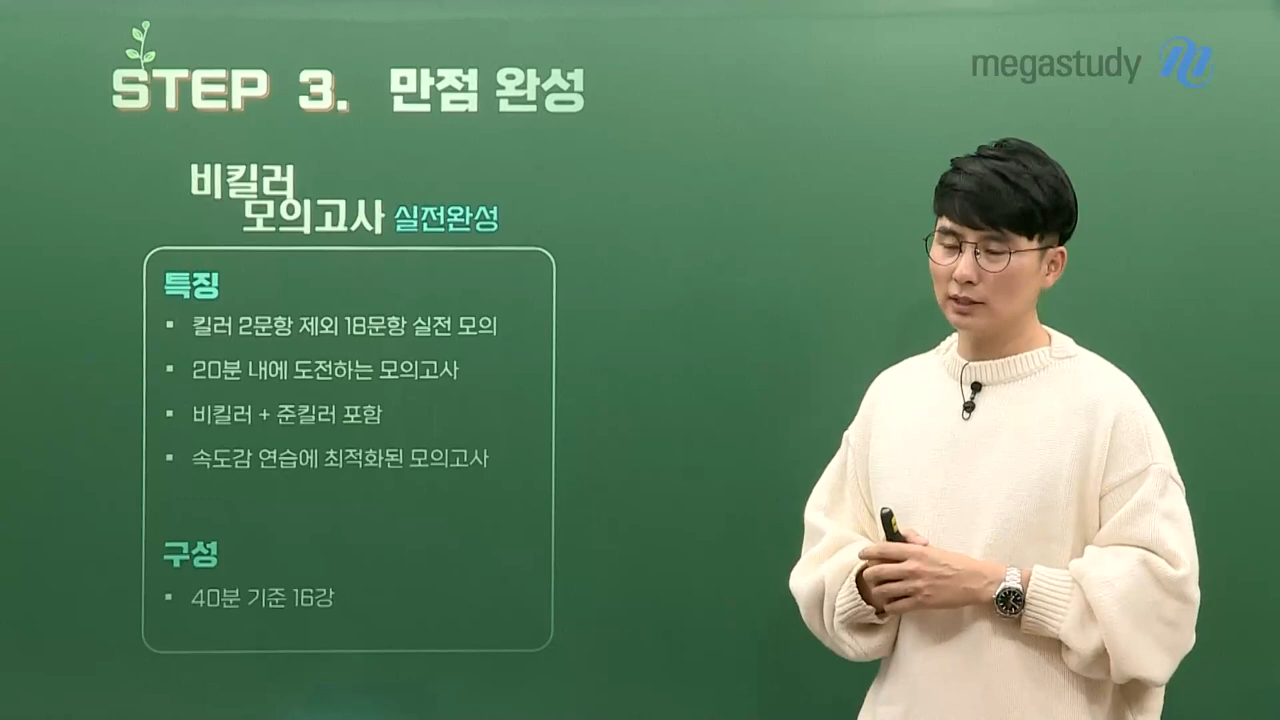 megastudy
STEP 3. 만점 완성
비킬러
모의고사 실전완성
특징
▪ 킬러 2문항 제외 18문항 실전 모의
▪ 20분 내에 도전하는 모의고사
▪ 비킬러 + 준킬러 포함
▪ 속도감 연습에 최적화된 모의고사
구성
▪ 40분 기준 16강